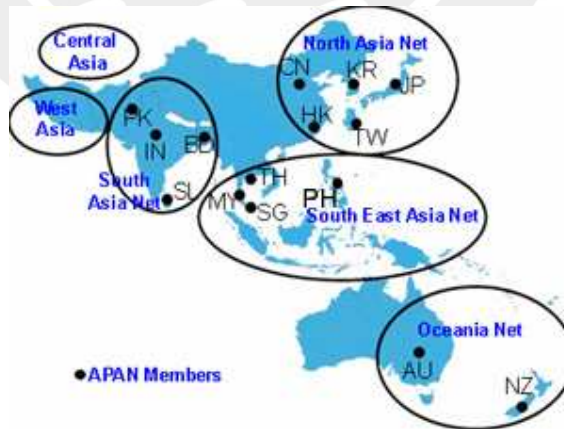 Central
Asia
North Asia Net
CN
KR
JP
West
Asia
PK
HK
TW
IN
BD
South
Asia Net
SL
TH
MY
PH
SG
South East Asia Net
Oceania Net
AU
APAN Members
NZ